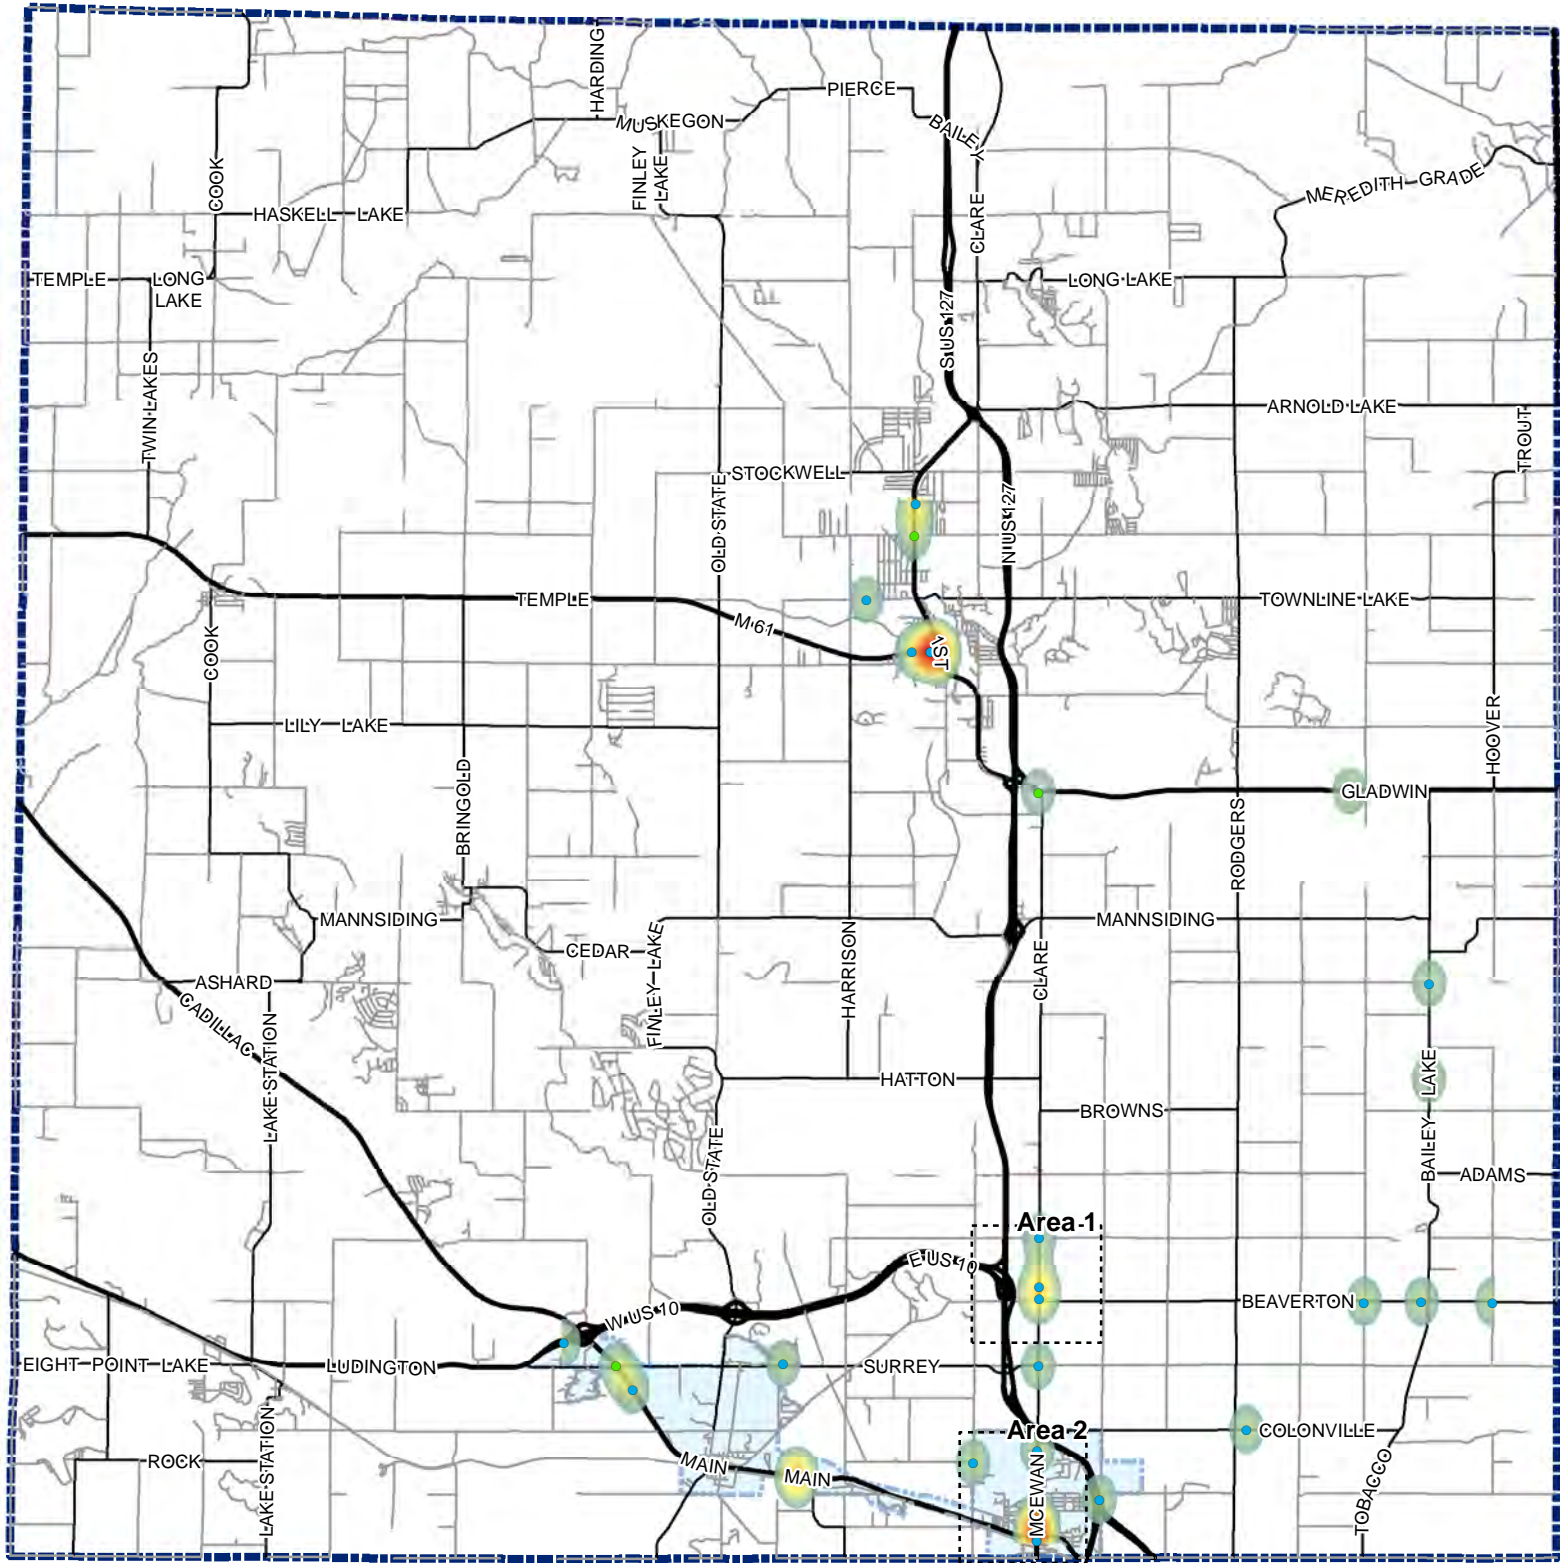 HARDING
PIERCE
MUSKEGON
BAILEY
FINLEY
LAKE
COOK
MEREDITH GRADE
HASKELL LAKE
CLARE
TEMPLE
LONG
LAKE
LONG LAKE
S US 127
TWIN LAKES
ARNOLD LAKE
TROUT
STOCKWELL
OLD STATE
N US 127
TEMPLE
TOWNLINE LAKE
M 61
1ST
COOK
LILY LAKE
HOOVER
BRINGOLD
GLADWIN
RODGERS
MANNSIDING
CEDAR
FINLEY LAKE
HARRISON
MANNSIDING
CLARE
ASHARD
CADILLAC
LAKE STATION
HATTON
BAILEY LAKE
BROWNS
OLD STATE
ADAMS
Area 1
E US 10
W US 10
BEAVERTON
EIGHT POINT LAKE
LUDINGTON
SURREY
Area 2
COLONVILLE
ROCK
LAKE STATION
MAIN
MAIN
MCEWAN
TOBACCO